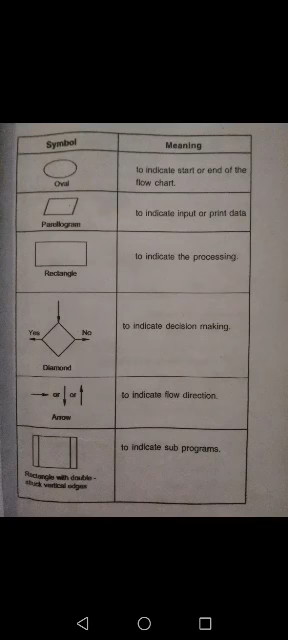 Symbol
Meaning
Oval
to indicate start or end of the
flow chart.
Parellogram
to indicate input or print data
Rectangle
to indicate the processing.
Yes
No
Diamond
to indicate decision making.
or or
Arrow
to indicate flow direction.
Rectangle with double-
struck vertical edges
to indicate sub programs.